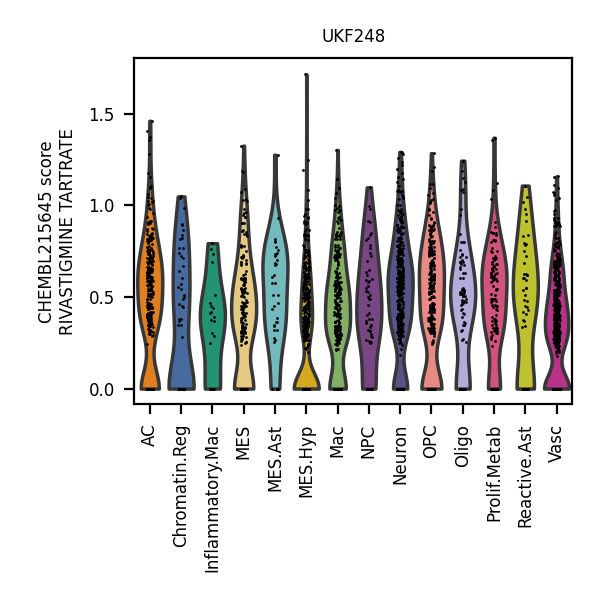 UKF248
CHEMBL215645 score
RIVASTIGMINE TARTRATE
1.5
1.0
0.5
0.0
AC
Chromatin.Reg
Inflammatory.Mac
MES
MES.Ast
MES.Hyp
Mac
NPC
Neuron
OPC
Oligo
Prolif.Metab
Reactive.Ast
Vasc